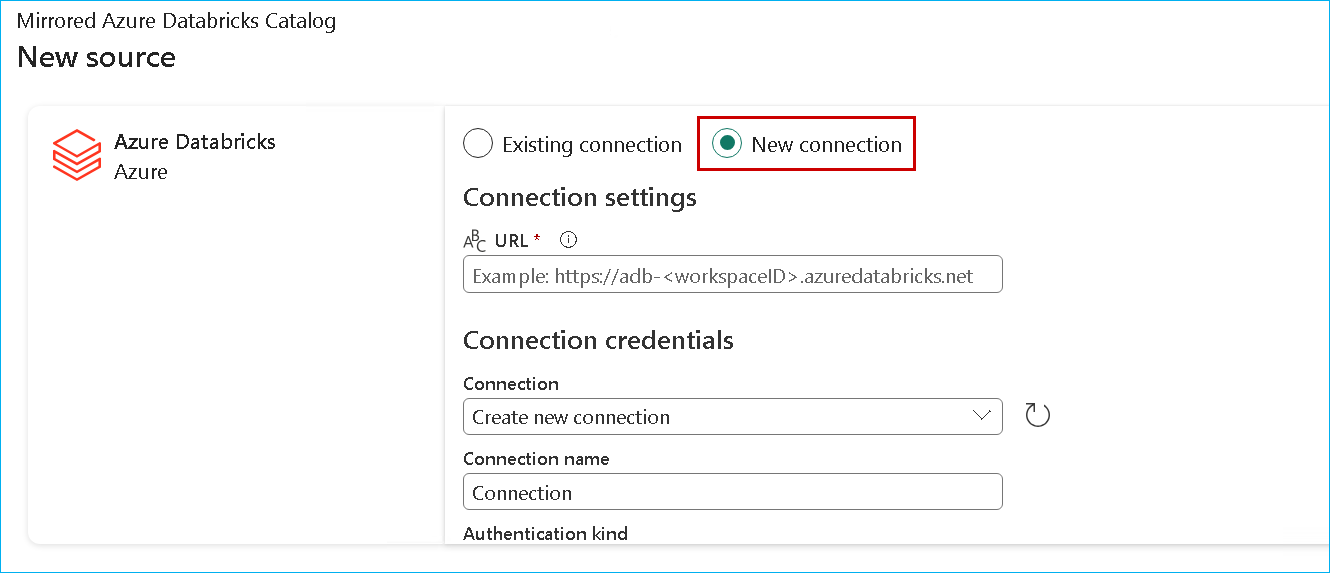 Mirrored Azure Databricks Catalog
New source
Azure Databricks
Azure
Existing connection
New connection
Connection settings
ABC URL *
Example: https://adb-<workspaceID>.azuredatabricks.net
Connection credentials
Connection
Create new connection
Connection name
Connection
Authentication kind